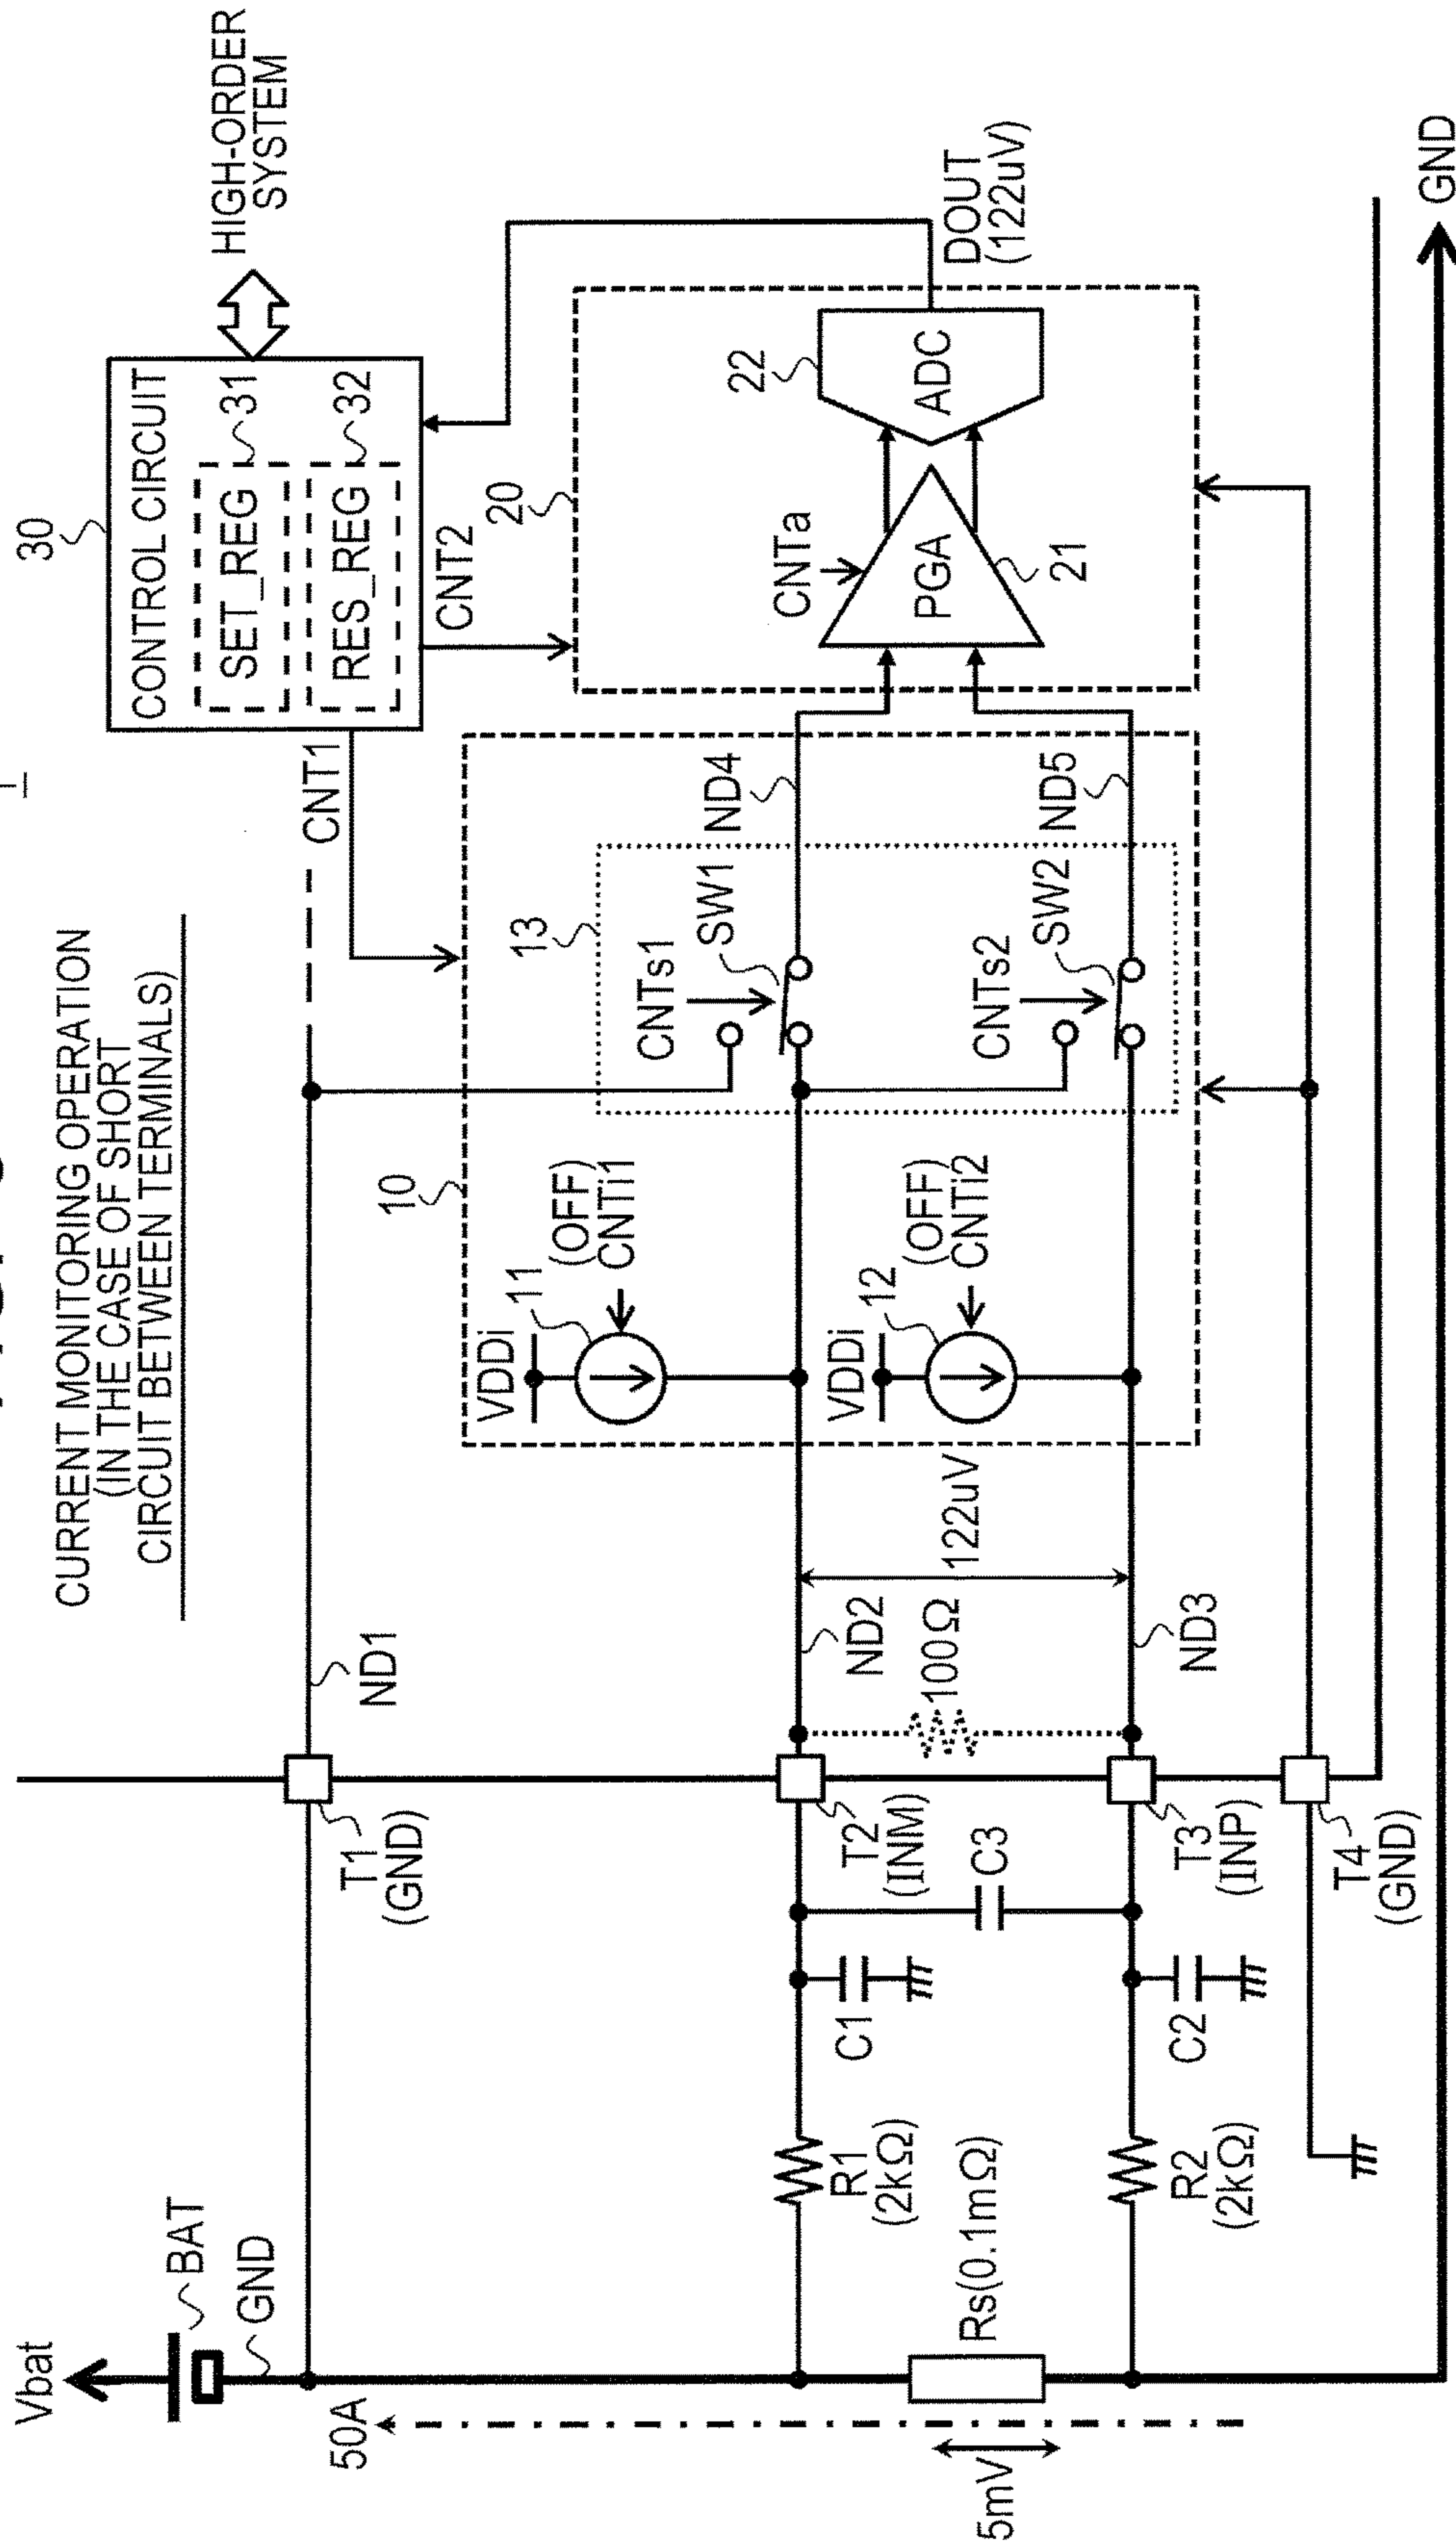 1
CURRENT MONITORING OPERATION
(IN THE CASE OF SHORT
CIRCUIT BETWEEN TERMINALS)
Vbat
BAT
GND
50A
5mV
Rs(0.1mΩ)
R1
(2kΩ)
R2
(2kΩ)
C1
C2
C3
T1
(GND)
T2
(INM)
T3
(INP)
T4
(GND)
ND1
ND2
100Ω
ND3
122uV
10
VDDi
11
(OFF)
CNTi1
VDDi
12
(OFF)
CNTi2
13
CNTs1
SW1
CNTs2
SW2
ND4
ND5
CNT1
30
CONTROL CIRCUIT
SET_REG
31
RES_REG
32
CNT2
HIGH-ORDER
SYSTEM
20
CNTa
PGA
21
22
ADC
DOUT
(122uV)
GND